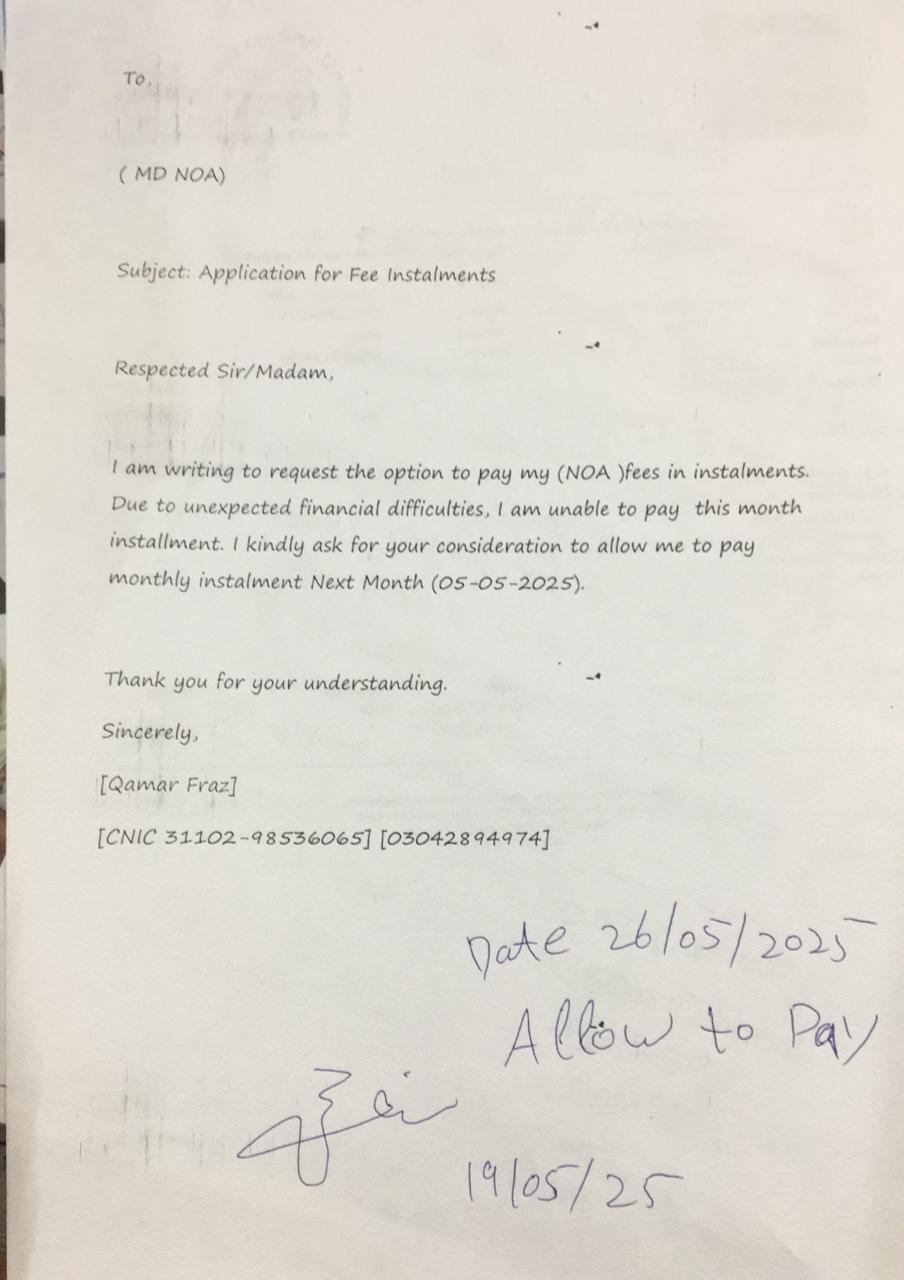 To,
( MD NOA)
Subject: Application for Fee Instalments
Respected Sir/Madam,
I am writing to request the option to pay my (NOA )fees in instalments.
Due to unexpected financial difficulties, I am unable to pay  this month
installment. I kindly ask for your consideration to allow me to pay
monthly instalment Next Month (05-05-2025).
Thank you for your understanding.
Sincerely,
[Qamar Fraz]
[CNIC 31102-98536065] [03042894974]
Date 26/05/2025
Allow to Pay
19/05/25